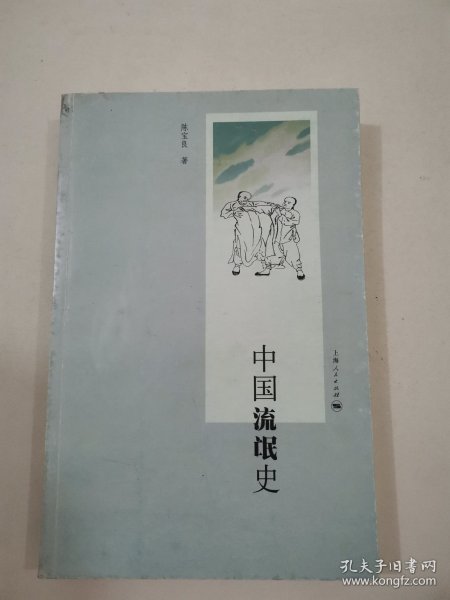 陈宝良 著
中国流氓史
上海人民出版社
孔夫子旧书网
www.kongfz.com